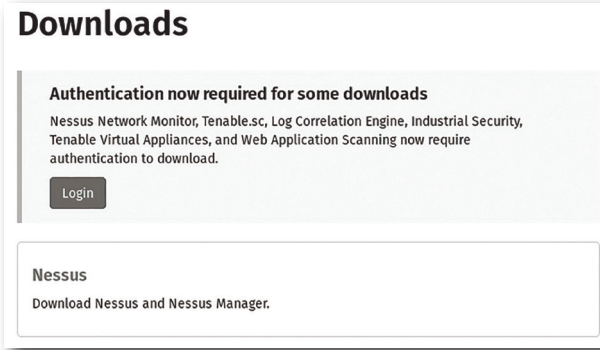 Downloads
Authentication now required for some downloads
Nessus Network Monitor, Tenable.sc, Log Correlation Engine, Industrial Security,
Tenable Virtual Appliances, and Web Application Scanning now require
authentication to download.
Login
Nessus
Download Nessus and Nessus Manager.